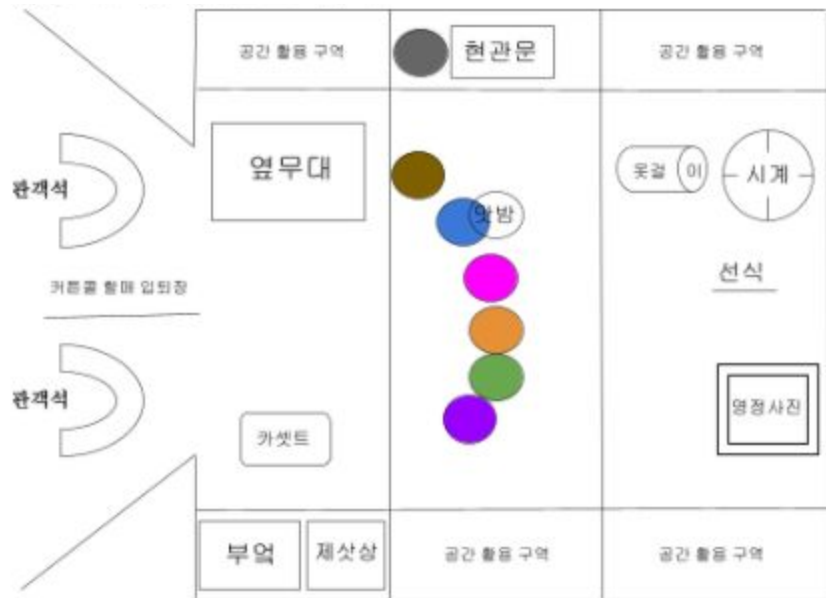 공간 활용 구역
현관문
공간 활용 구역
옆무대
옷걸 이
시계
관객석
맛밤
선식
커튼콜 할때 입퇴장
관객석
영정사진
카셋트
부엌
제삿상
공간 활용 구역
공간 활용 구역